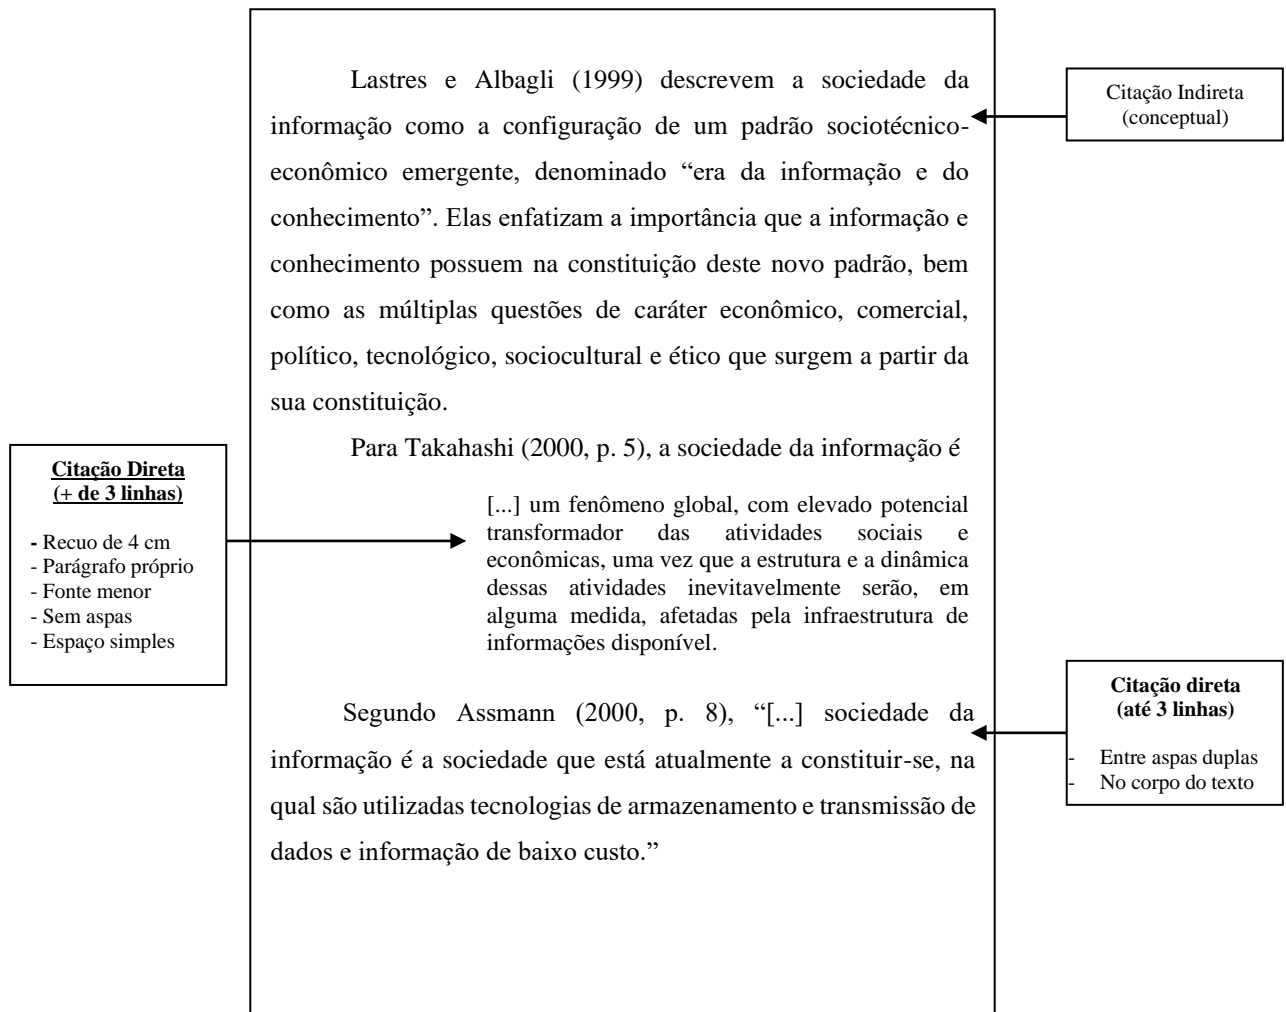 Lastres e Albagli (1999) descrevem a sociedade da
informação como a configuração de um padrão sociotécnico-
econômico emergente, denominado “era da informação e do
conhecimento”. Elas enfatizam a importância que a informação e
conhecimento possuem na constituição deste novo padrão, bem
como as múltiplas questões de caráter econômico, comercial,
político, tecnológico, sociocultural e ético que surgem a partir da
sua constituição.
Citação Indireta
(conceptual)
Para Takahashi (2000, p. 5), a sociedade da informação é
Citação Direta
(+ de 3 linhas)
- Recuo de 4 cm
- Parágrafo próprio
- Fonte menor
- Sem aspas
- Espaço simples
[...] um fenômeno global, com elevado potencial
transformador das atividades sociais e
econômicas, uma vez que a estrutura e a dinâmica
dessas atividades inevitavelmente serão, em
alguma medida, afetadas pela infraestrutura de
informações disponível.
Segundo Assmann (2000, p. 8), “[...] sociedade da
informação é a sociedade que está atualmente a constituir-se, na
qual são utilizadas tecnologias de armazenamento e transmissão de
dados e informação de baixo custo.”
Citação direta
(até 3 linhas)
- Entre aspas duplas
- No corpo do texto